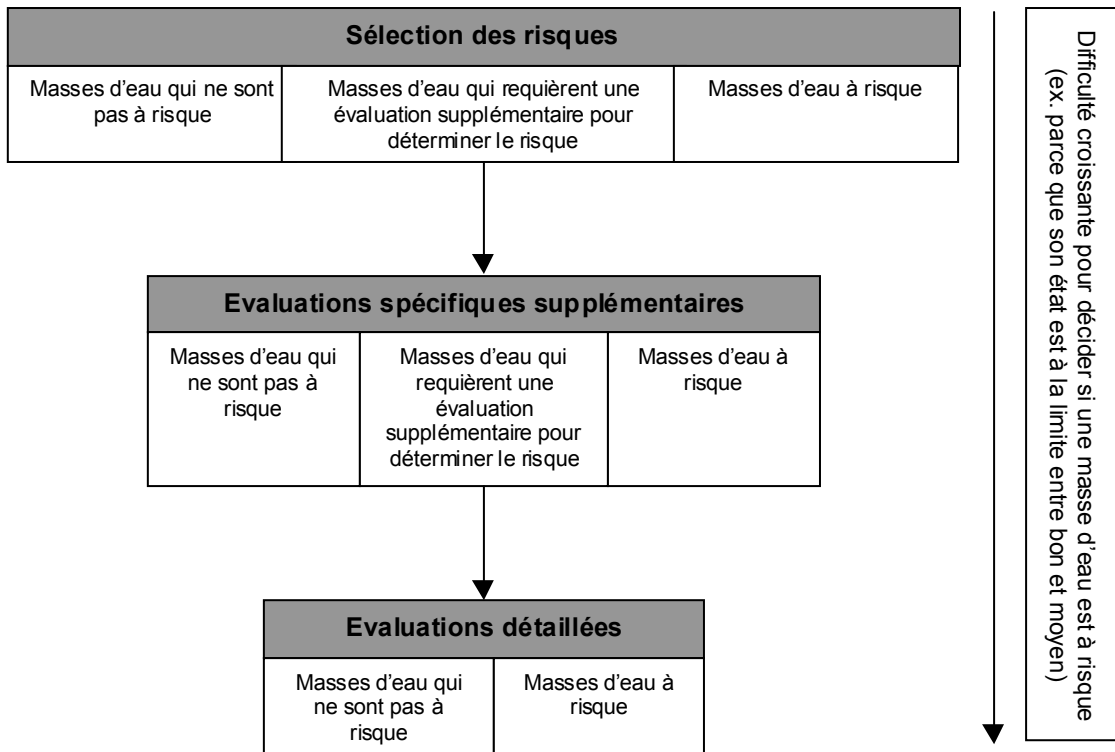 Sélection des risques
Masses d'eau qui ne sont
pas à risque
Masses d'eau qui requièrent une
évaluation supplémentaire pour
déterminer le risque
Masses d'eau à risque
Evaluations spécifiques supplémentaires
Masses d'eau qui
ne sont pas à
risque
Masses d'eau qui
requièrent une
évaluation
supplémentaire pour
déterminer le risque
Masses d'eau à
risque
Evaluations détaillées
Masses d'eau qui
ne sont pas à
risque
Masses d'eau à
risque
Difficulté croissante pour décider si une masse d'eau est à risque
(ex. parce que son état est à la limite entre bon et moyen)